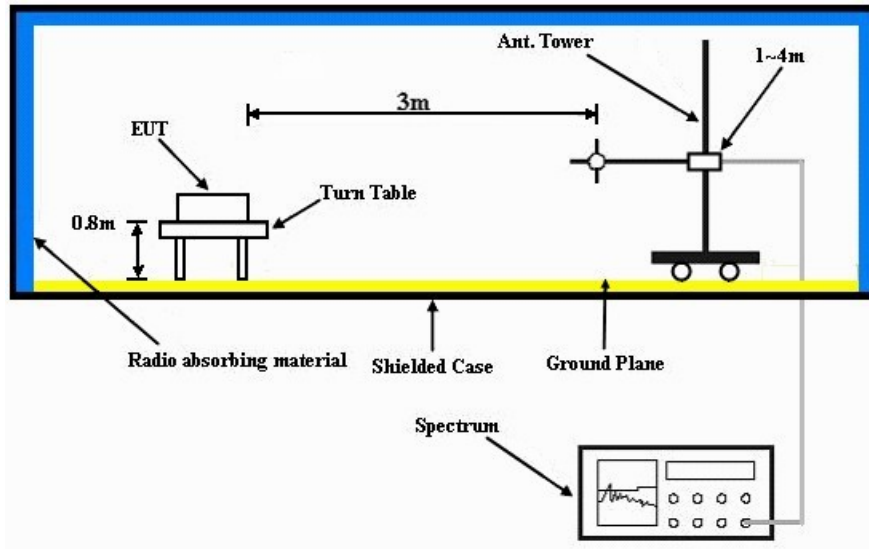 Ant. Tower
1~4m
3m
EUT
Turn Table
0.8m
Radio absorbing material
Shielded Case
Ground Plane
Spectrum